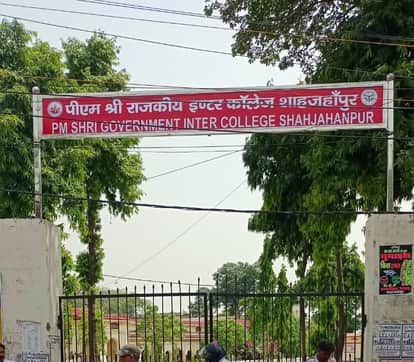 पीएम श्री राजकीय इण्टर कॉलेज शाहजहाँपुर
PM SHRI GOVERNMENT INTER COLLEGE SHAHJAHANPUR